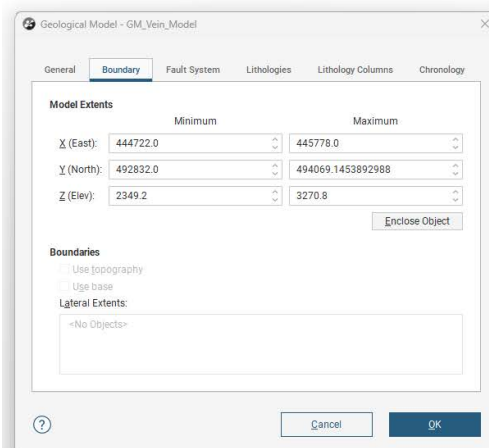 Geological Model - GM_Vein_Model
General Boundary Fault System Lithologies Lithology Columns Chronology
Model Extents
Minimum Maximum
X (East): 444722.0 445778.0
Y (North): 492832.0 494069.1453892988
Z (Elev): 2349.2 3270.8
Enclose Object
Boundaries
Use topography
Use base
Lateral Extents:
<No Objects>
? Cancel OK